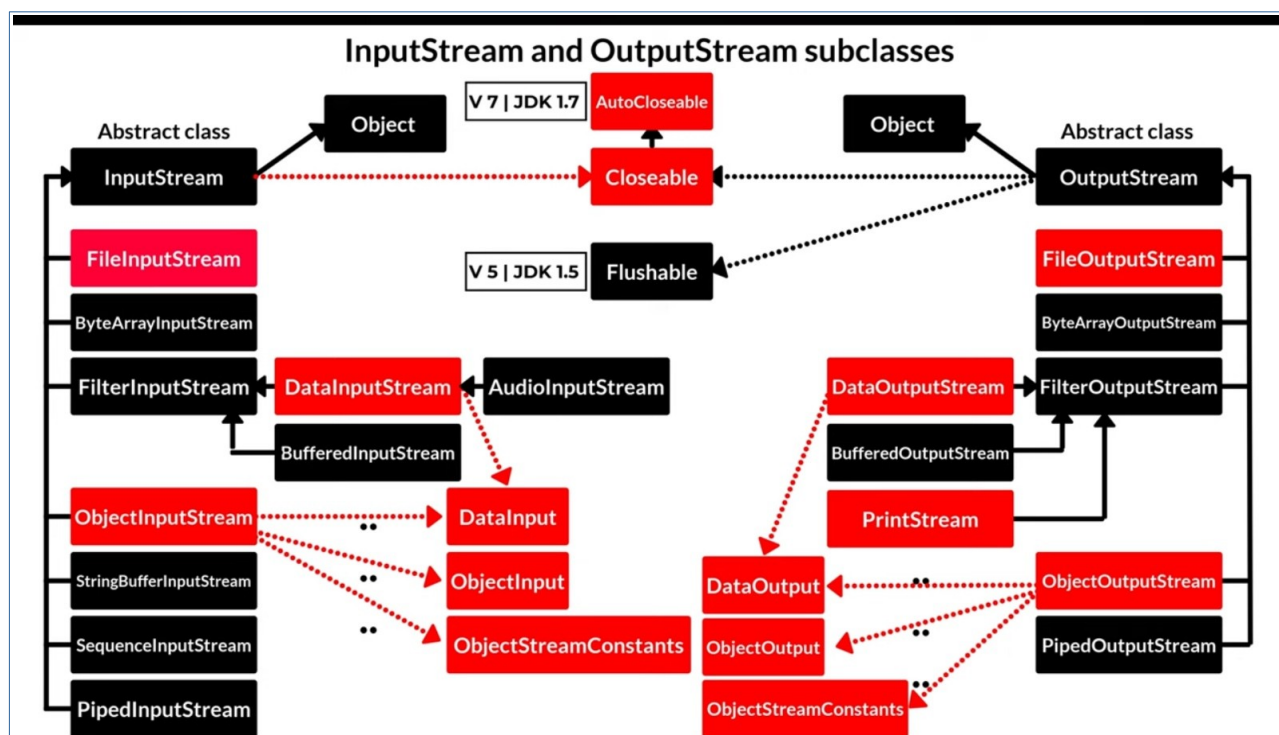 InputStream and OutputStream subclasses
V 7 | JDK 1.7
AutoCloseable
Object
Object
Abstract class
Abstract class
InputStream
Closeable
OutputStream
FileInputStream
V 5 | JDK 1.5
Flushable
FileOutputStream
ByteArrayInputStream
ByteArrayOutputStream
FilterInputStream
DataInputStream
AudioInputStream
DataOutputStream
FilterOutputStream
BufferedInputStream
BufferedOutputStream
ObjectInputStream
DataInput
PrintStream
StringBufferInputStream
ObjectInput
DataOutput
ObjectOutputStream
SequenceInputStream
ObjectStreamConstants
ObjectOutput
PipedOutputStream
PipedInputStream
ObjectStreamConstants